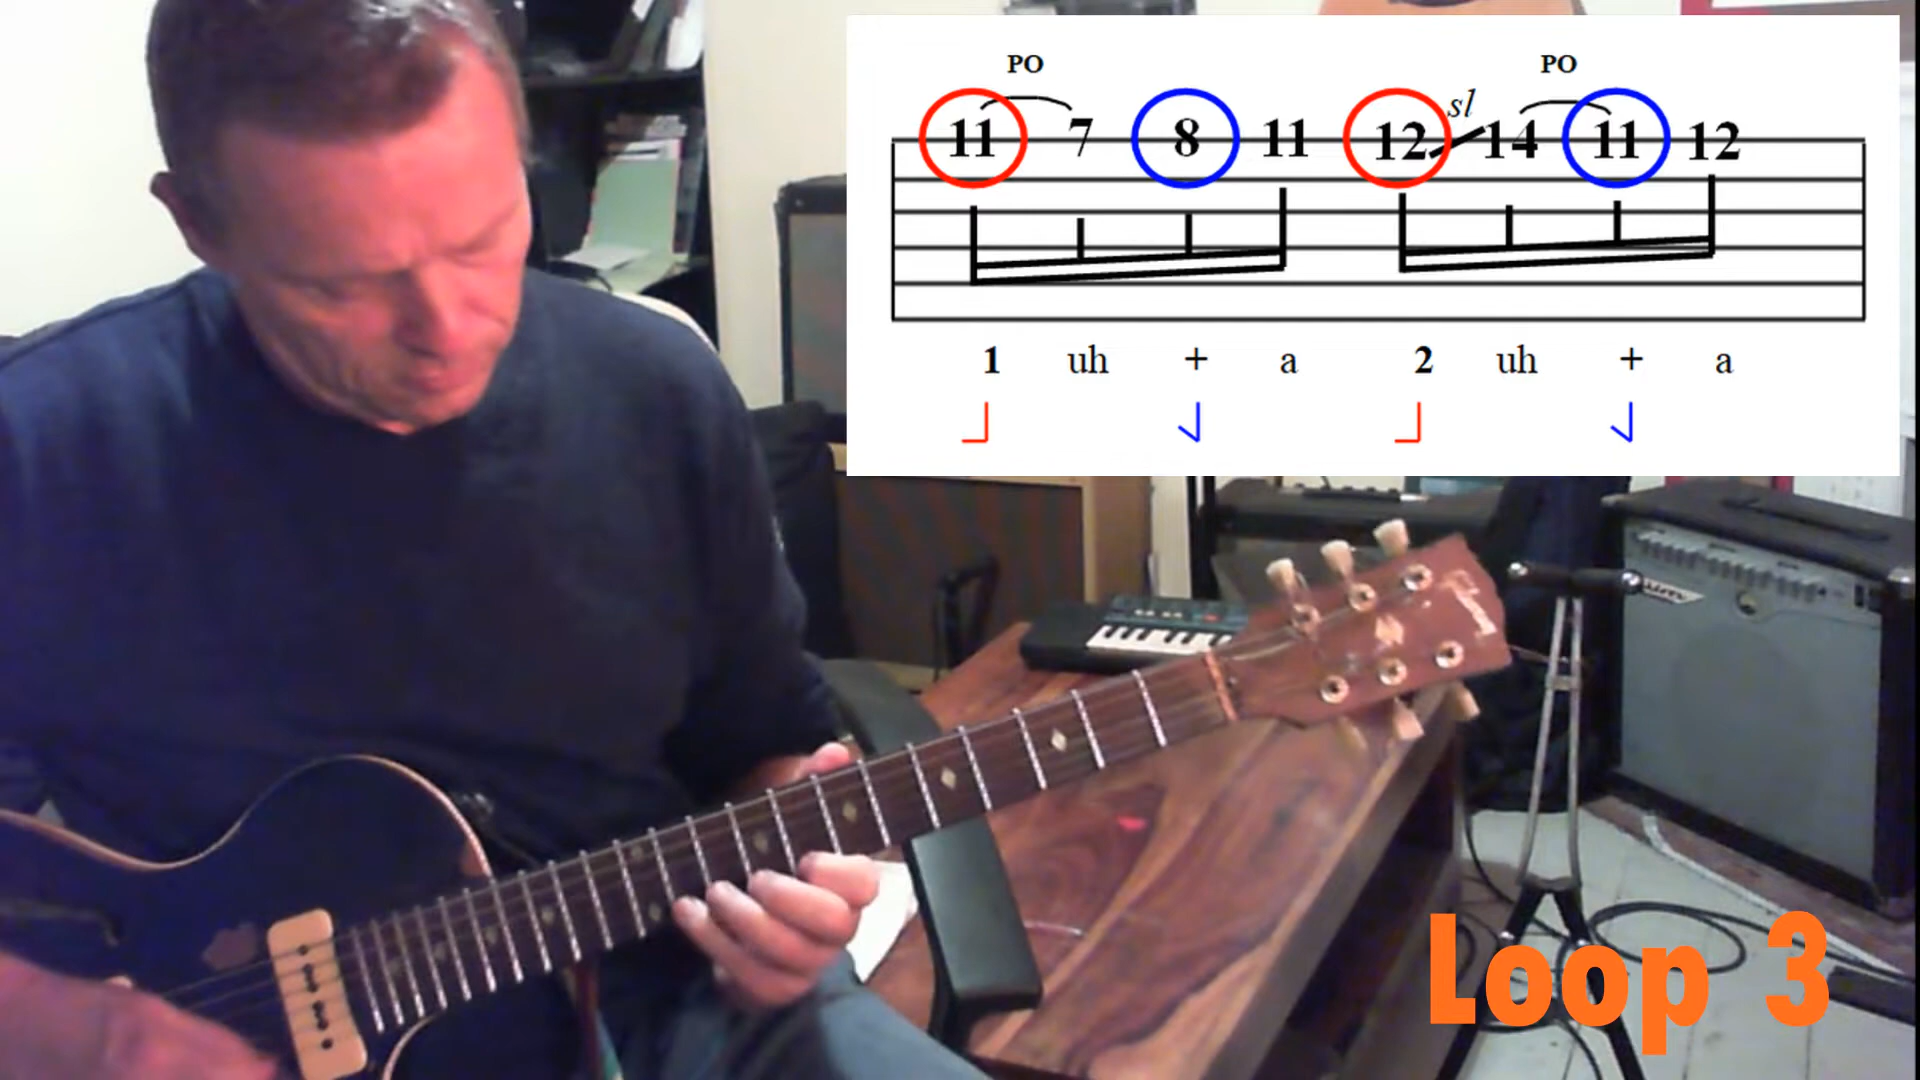 PO PO
sl
11 7 8 11 12 14 11 12
1 uh + a 2 uh + a
Loop 3